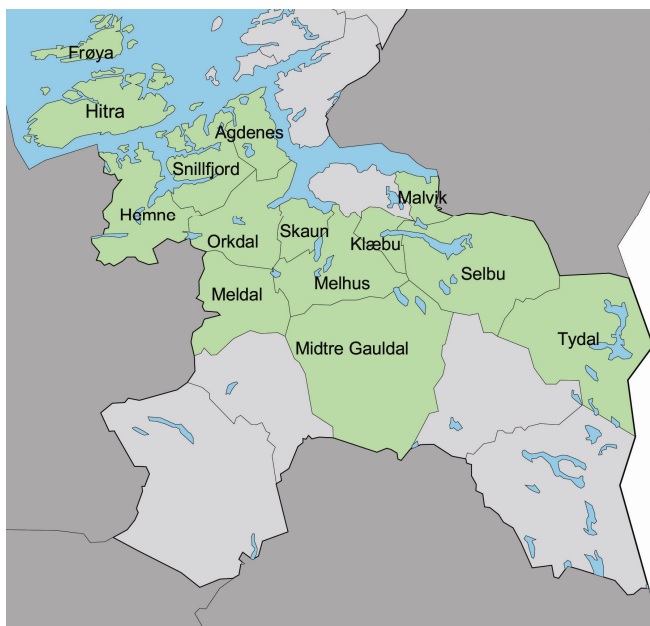 Frøya
Hitra
Agdenes
Snillfjord
Malvik
Hemne
Orkdal
Skaun
Klæbu
Selbu
Meldal
Melhus
Tydal
Midtre Gauldal